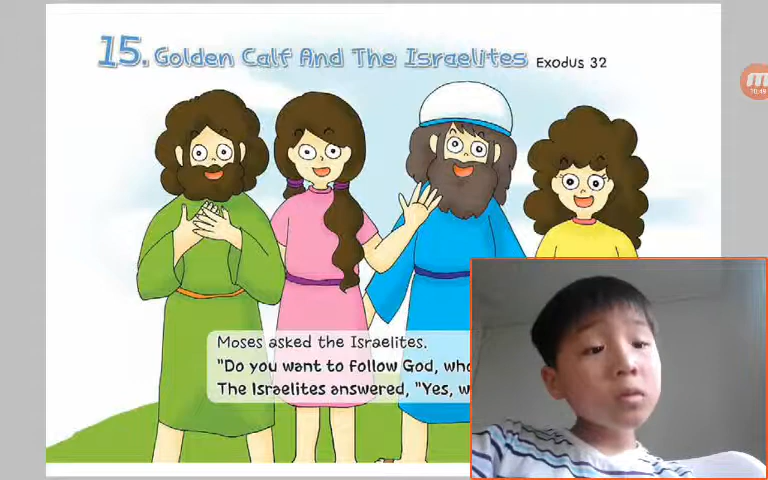 15. Golden Calf And The Israelites Exodus 32
Moses asked the Israelites.
"Do you want to follow God, who
The Israelites answered, "Yes, w